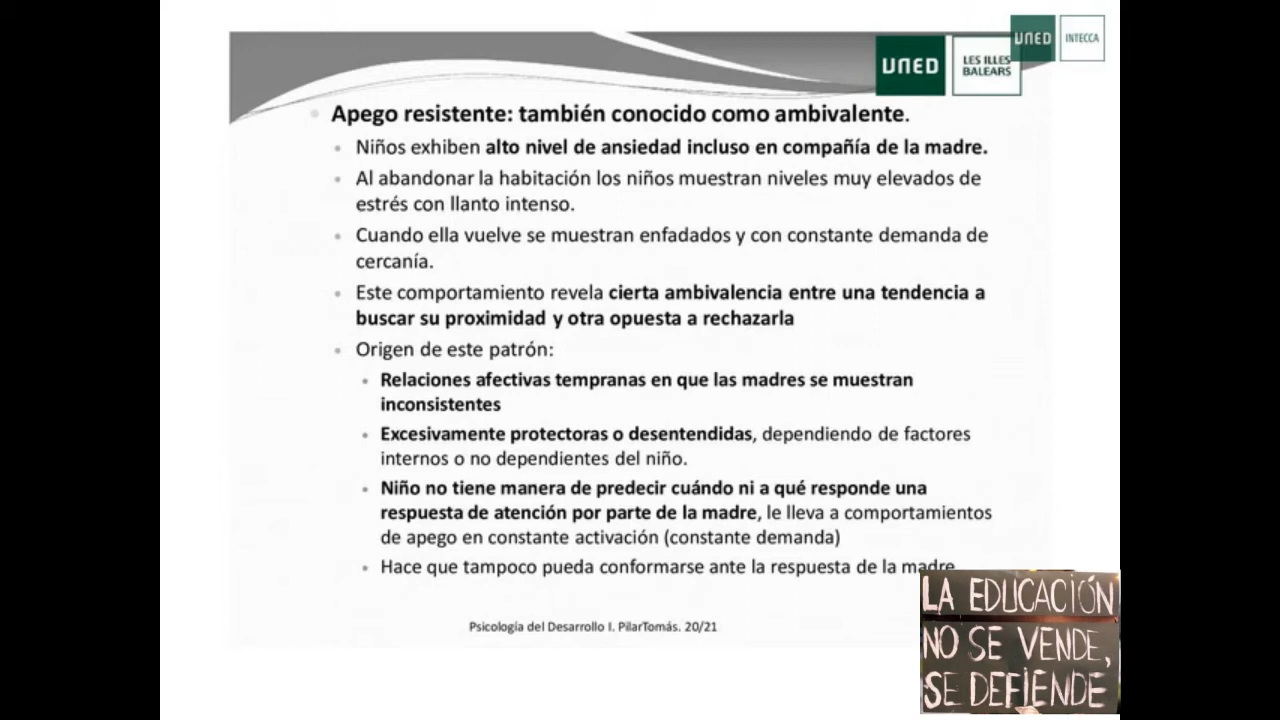 UNED
INTECCA
UNED
LES ILLES
BALEARS
Apego resistente: también conocido como ambivalente.
Niños exhiben alto nivel de ansiedad incluso en compañía de la madre.
Al abandonar la habitación los niños muestran niveles muy elevados de
estrés con llanto intenso.
Cuando ella vuelve se muestran enfadados y con constante demanda de
cercanía.
Este comportamiento revela cierta ambivalencia entre una tendencia a
buscar su proximidad y otra opuesta a rechazarla
Origen de este patrón:
Relaciones afectivas tempranas en que las madres se muestran
inconsistentes
Excesivamente protectoras o desentendidas, dependiendo de factores
internos o no dependientes del niño.
Niño no tiene manera de predecir cuándo ni a qué responde una
respuesta de atención por parte de la madre, le lleva a comportamientos
de apego en constante activación (constante demanda)
Hace que tampoco pueda conformarse ante la respuesta de la madre
Psicología del Desarrollo I. PilarTomás. 20/21
LA EDUCACIÓN
NO SE VENDE,
SE DEFIENDE